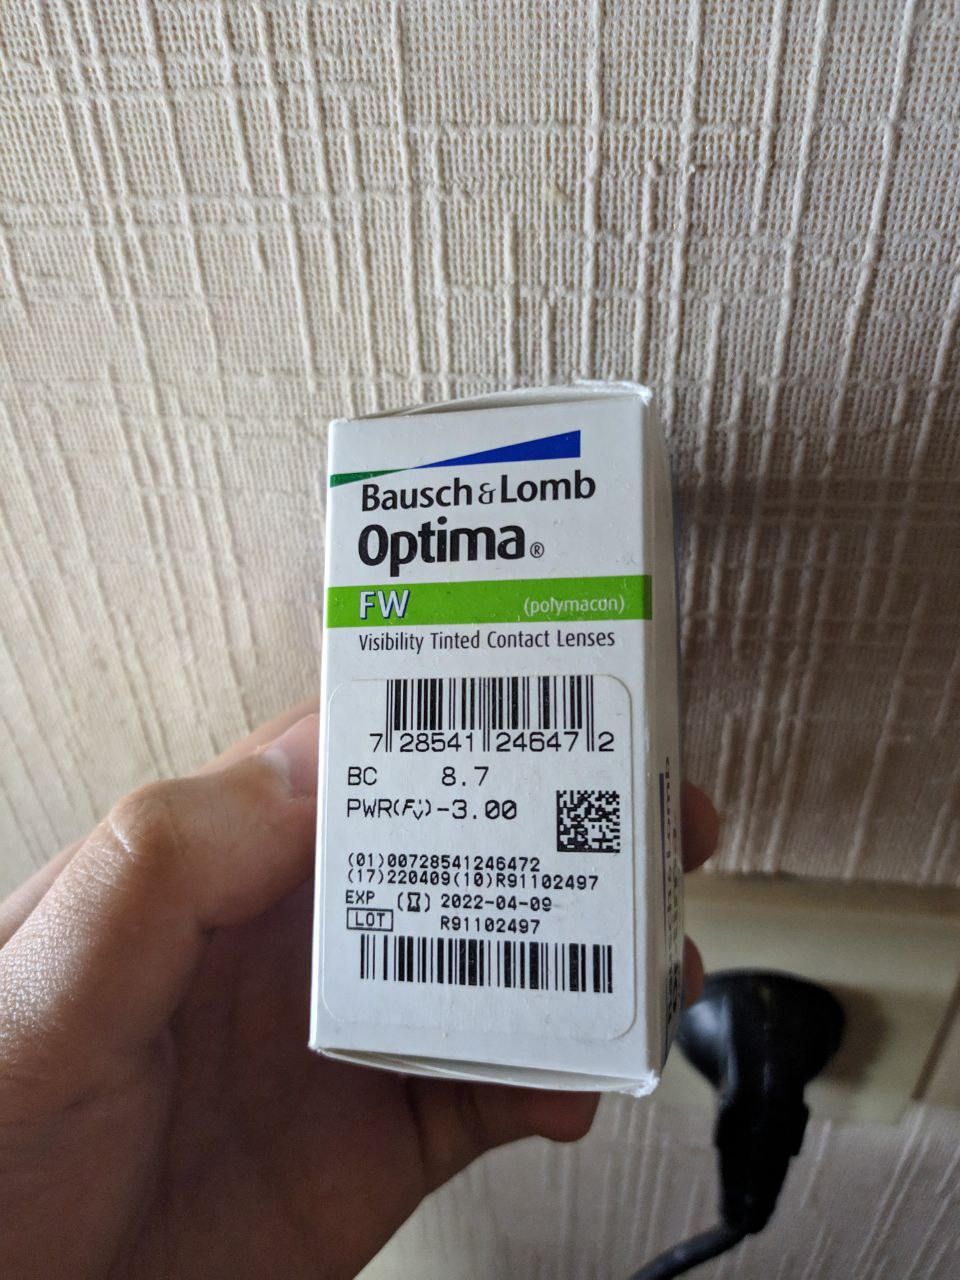 Bausch & Lomb
Optima®
FW (polymacon)
Visibility Tinted Contact Lenses
7 28541 24647 2
BC 8.7
PWR(F'v)-3.00
(01)00728541246472
(17)220409(10)R91102497
EXP 2022-04-09
LOT R91102497